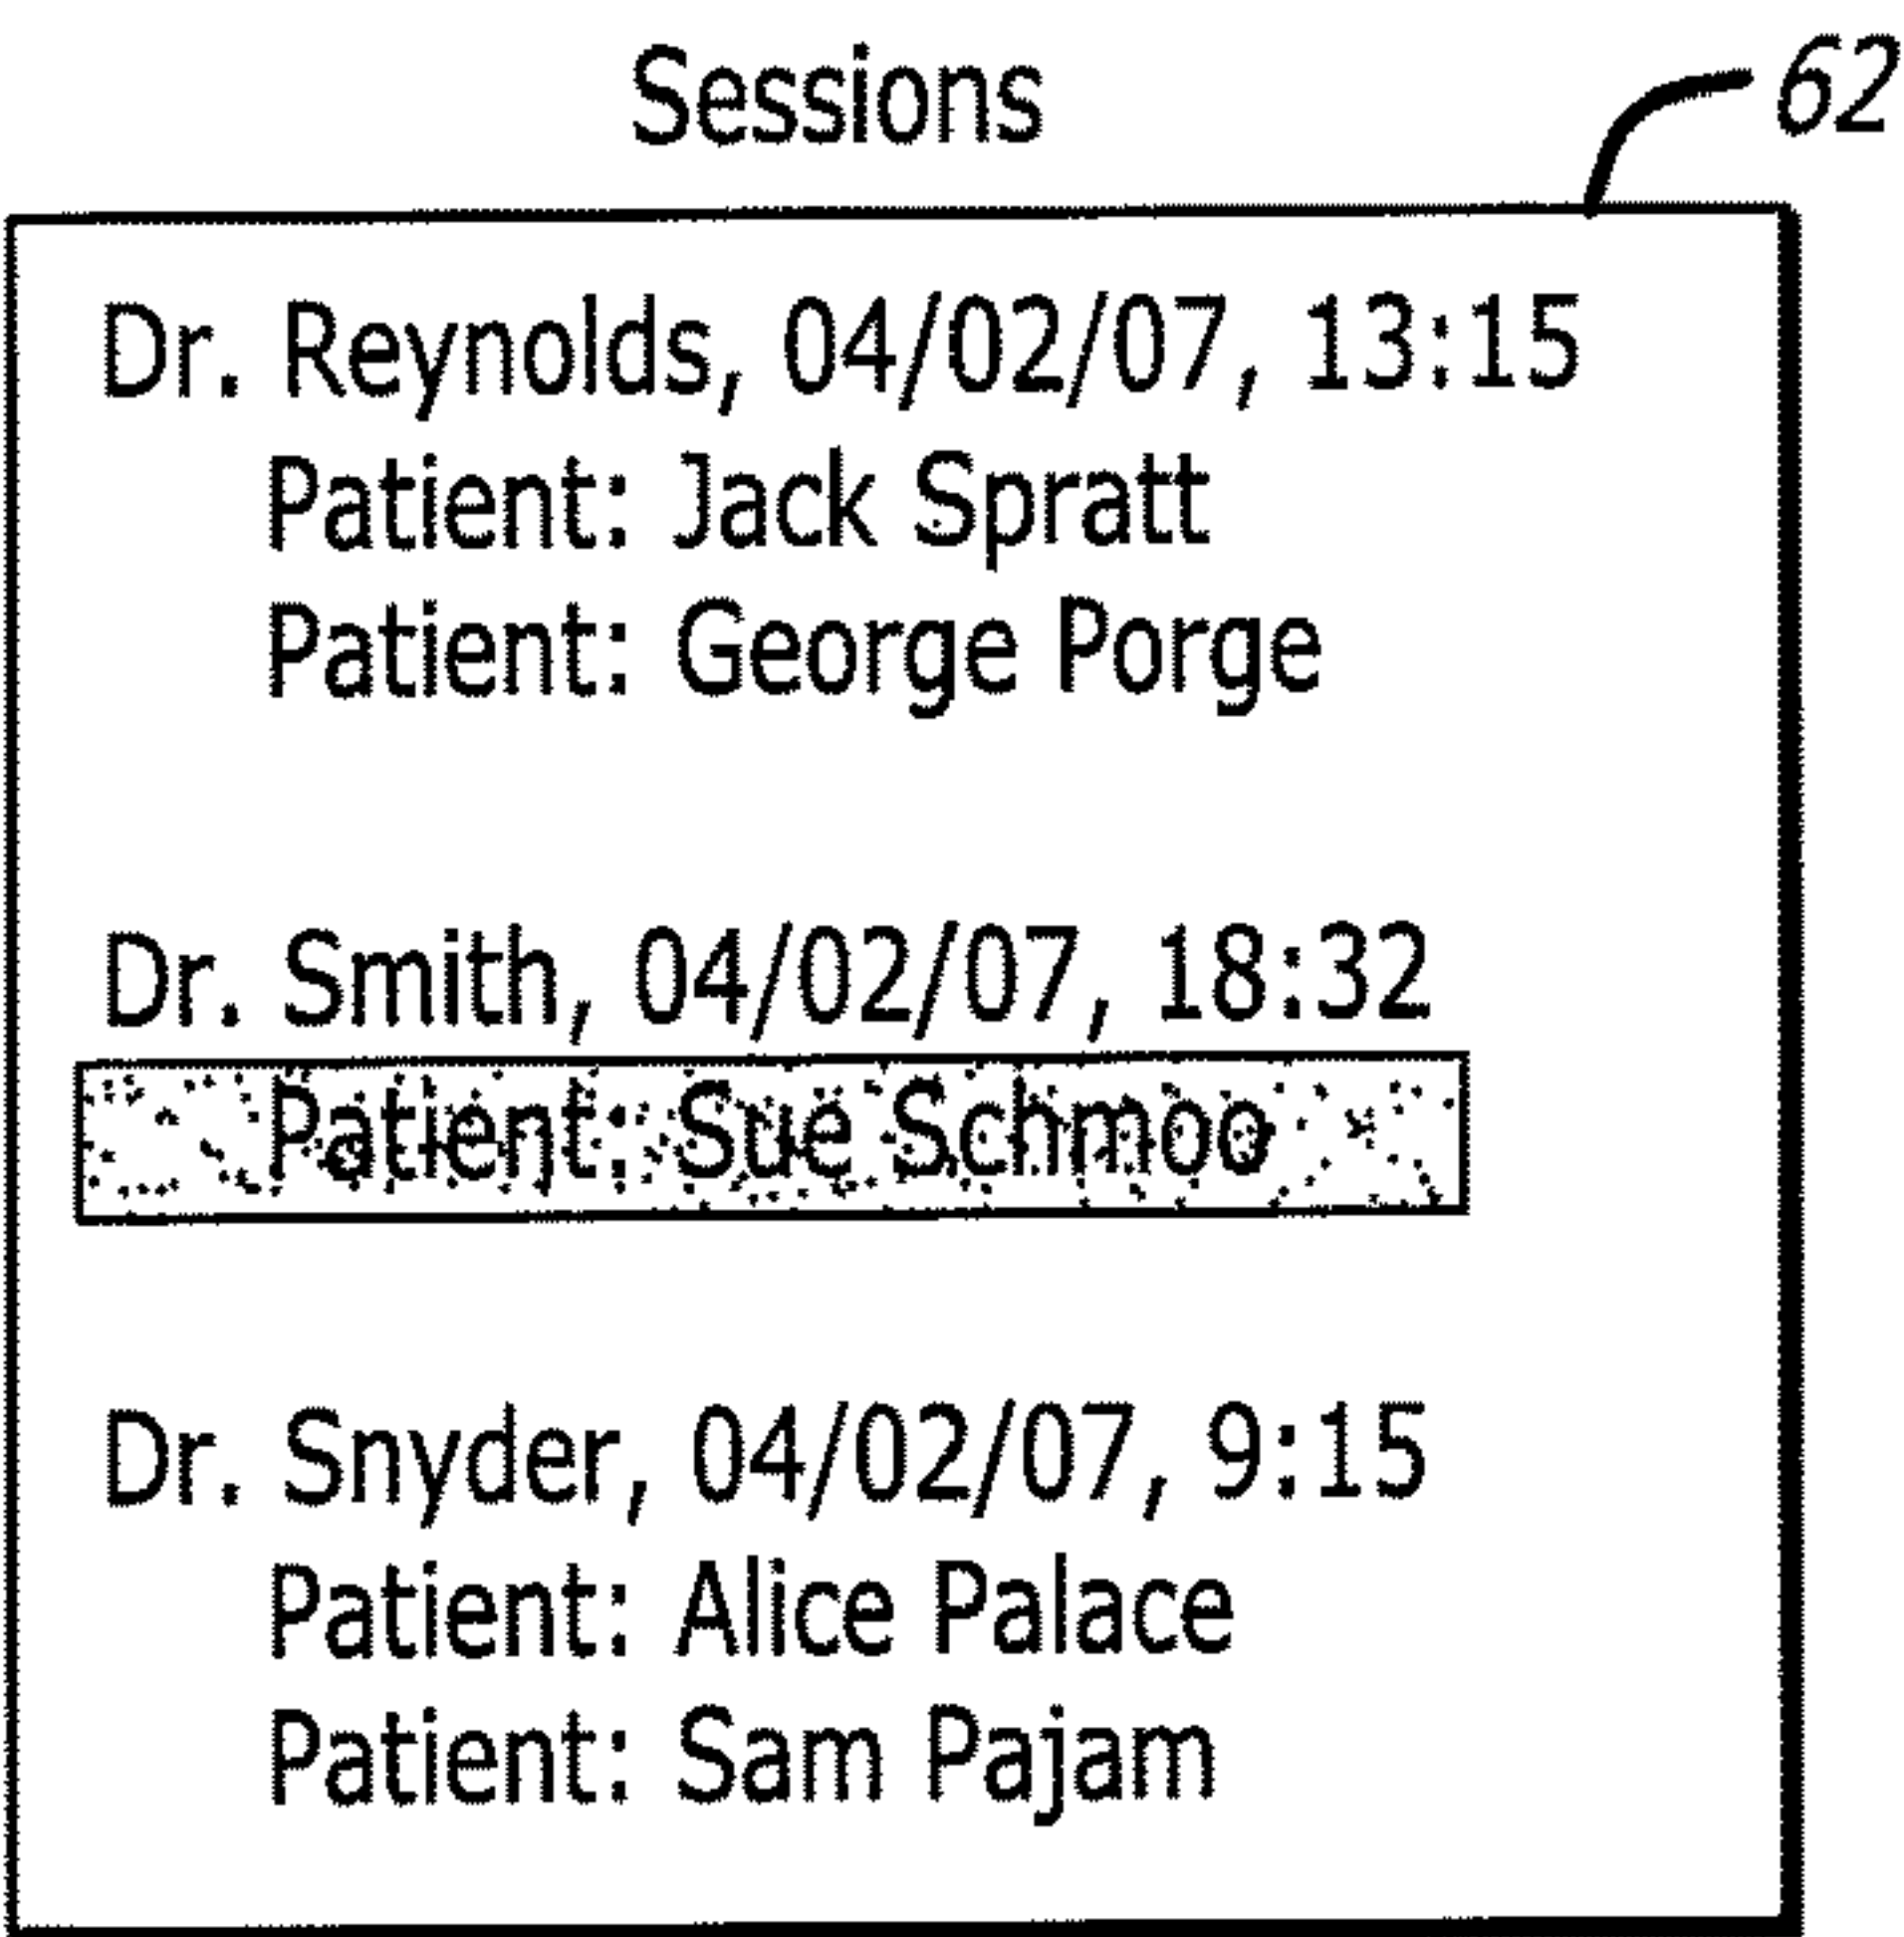 Sessions
62
Dr. Reynolds, 04/02/07, 13:15
Patient: Jack Spratt
Patient: George Porge
Dr. Smith, 04/02/07, 18:32
Patient: Sue Schmoo
Dr. Snyder, 04/02/07, 9:15
Patient: Alice Palace
Patient: Sam Pajam